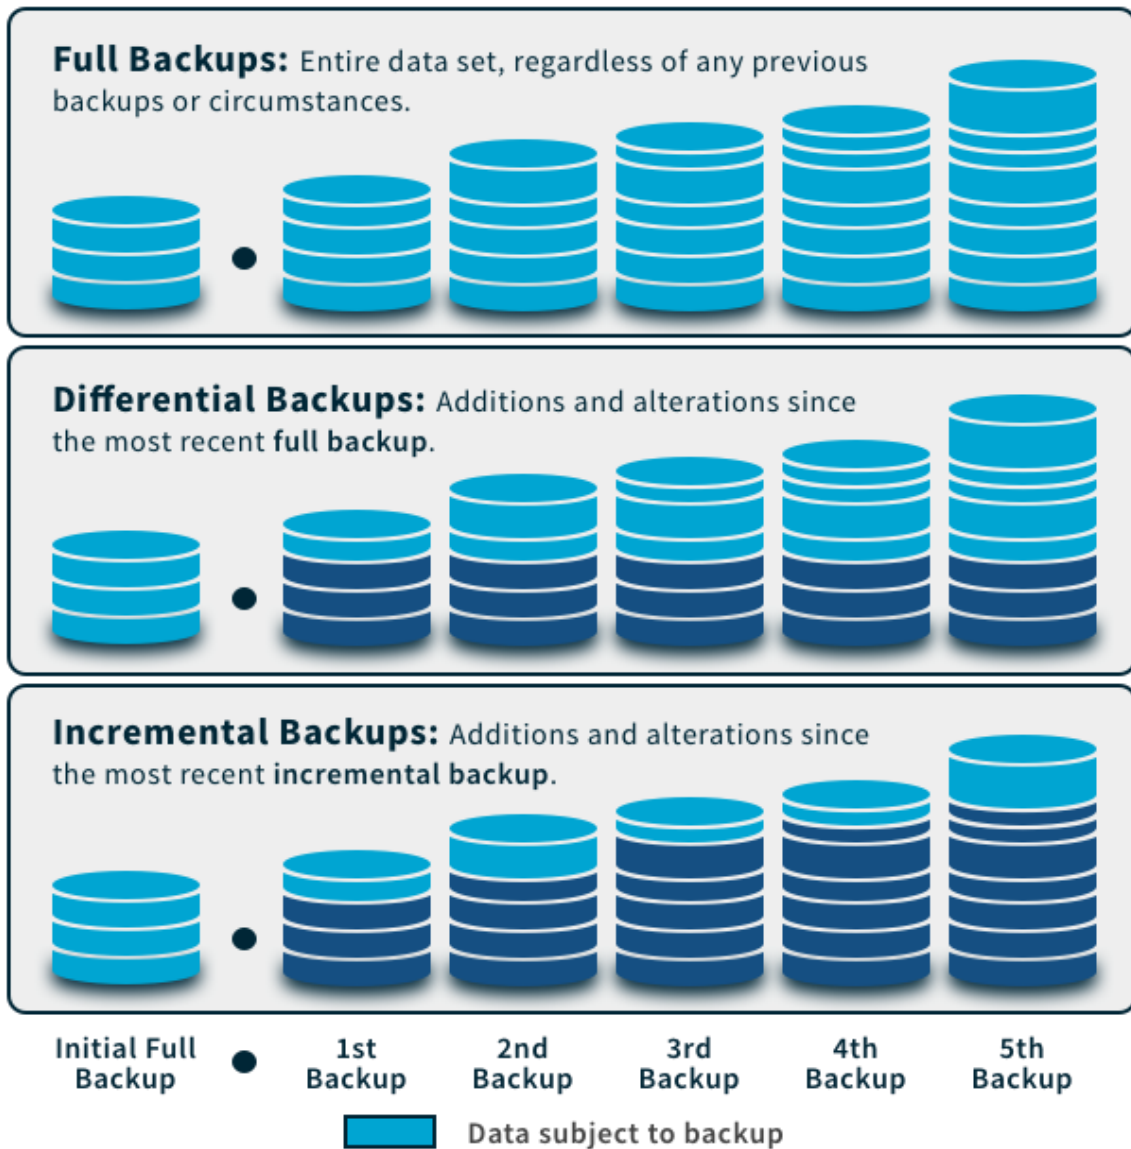 Full Backups: Entire data set, regardless of any previous
backups or circumstances.
Differential Backups: Additions and alterations since
the most recent full backup.
Incremental Backups: Additions and alterations since
the most recent incremental backup.
Initial Full 1st 2nd 3rd 4th 5th
Backup Backup Backup Backup Backup Backup
Data subject to backup